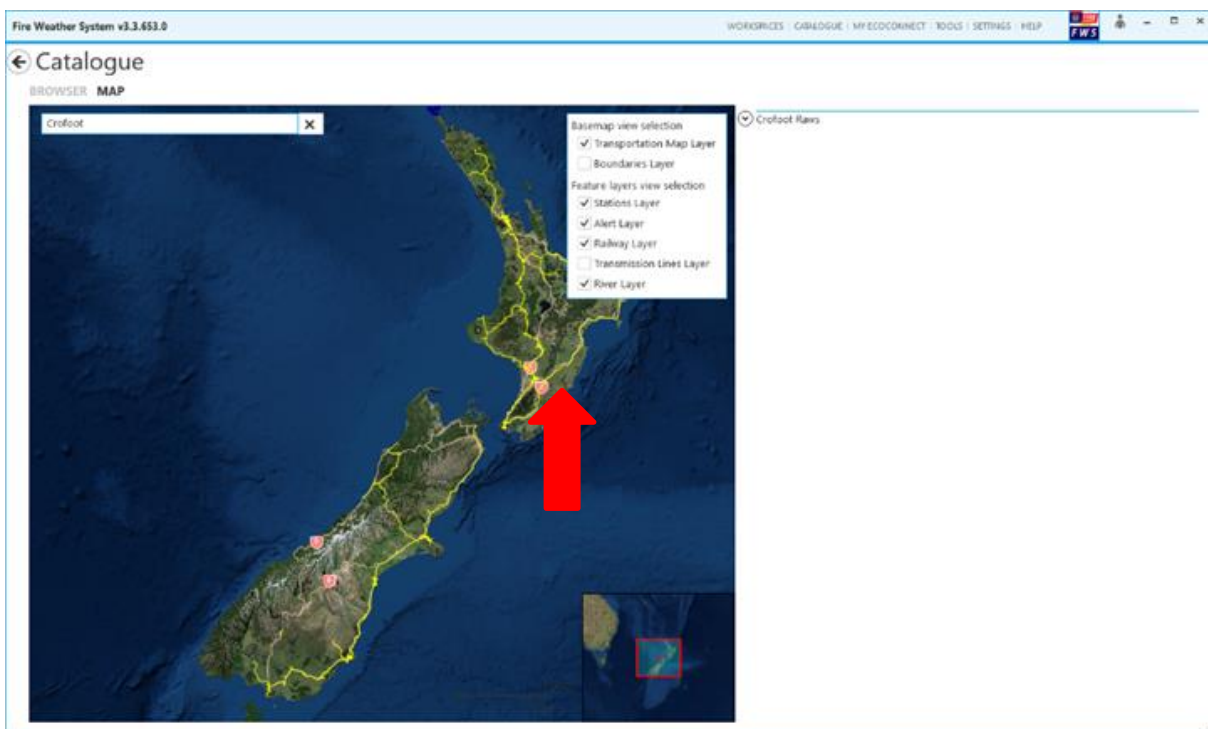 Fire Weather System v3.3.653.0
WORKSPACES | CATALOGUE | MY ECOCONNECT | TOOLS | SETTINGS | HELP
FWS
Catalogue
BROWSER MAP
Crofoot
Basemap view selection
Transportation Map Layer
Boundaries Layer
Feature layers view selection
Stations Layer
Alert Layer
Railway Layer
Transmission Lines Layer
River Layer
Crofoot Raws